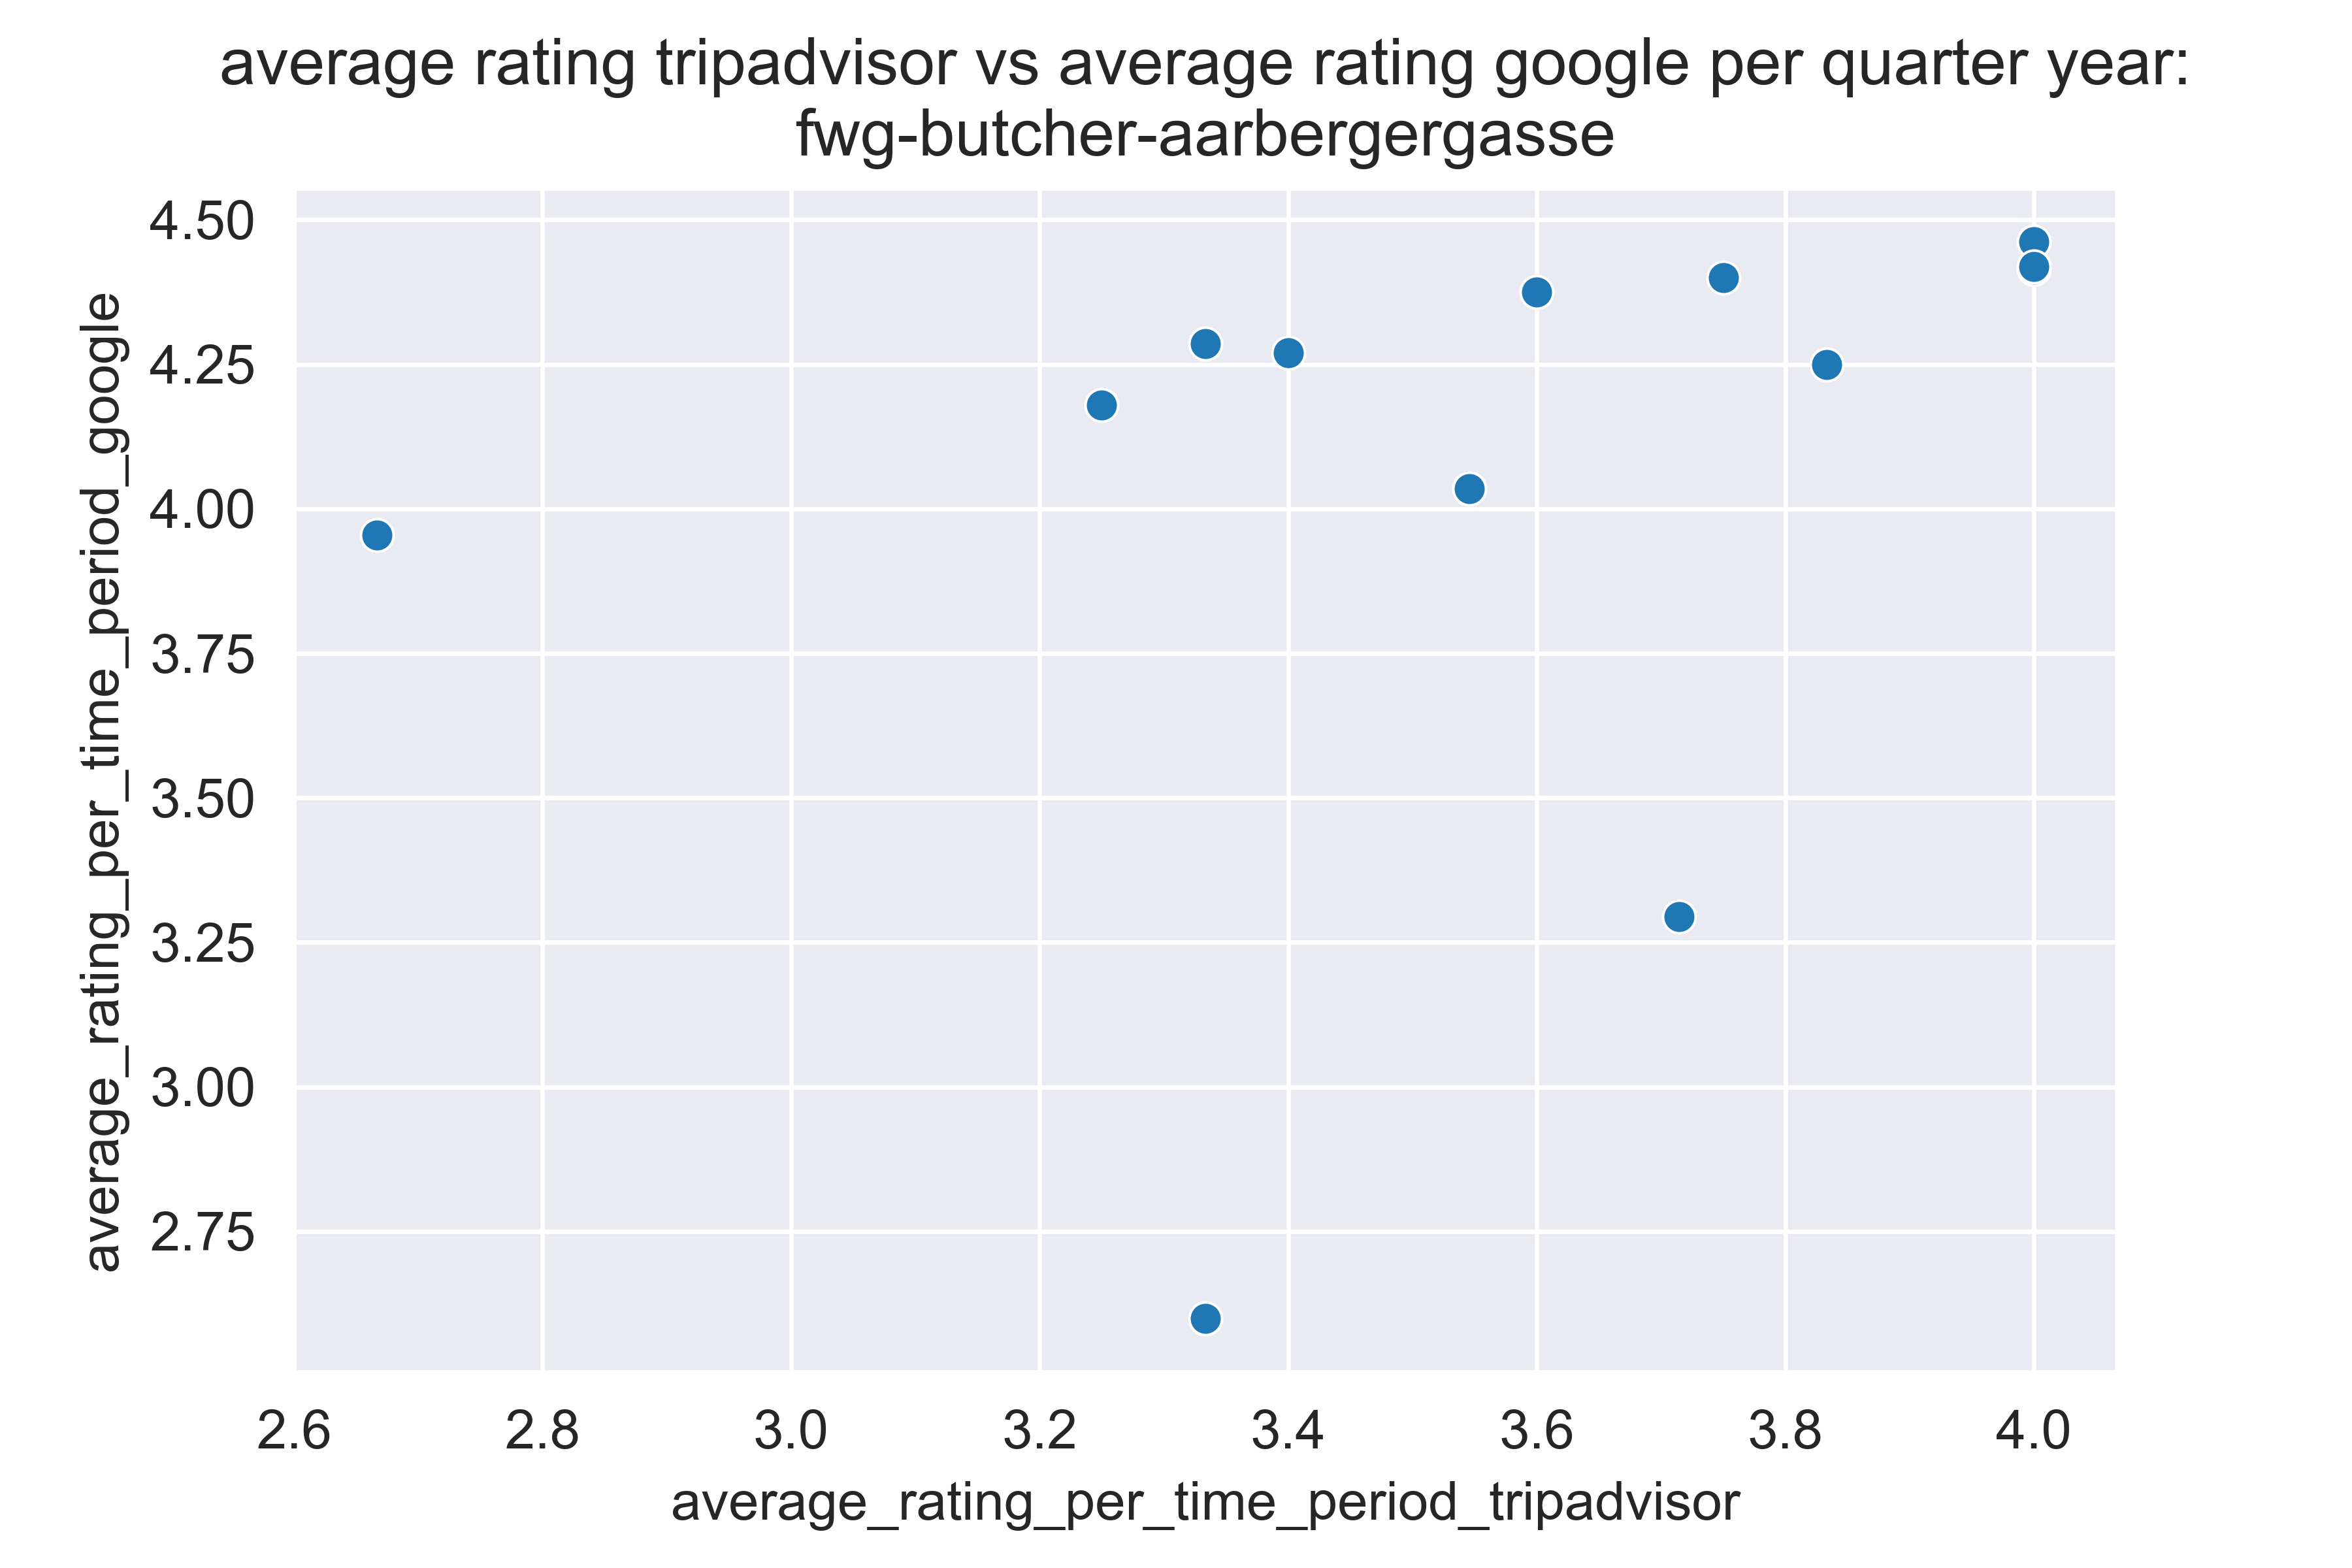 average rating tripadvisor vs average rating google per quarter year:
fwg-butcher-aarbergergasse
average_rating_per_time_period_google
4.50
4.25
4.00
3.75
3.50
3.25
3.00
2.75
2.6 2.8 3.0 3.2 3.4 3.6 3.8 4.0
average_rating_per_time_period_tripadvisor